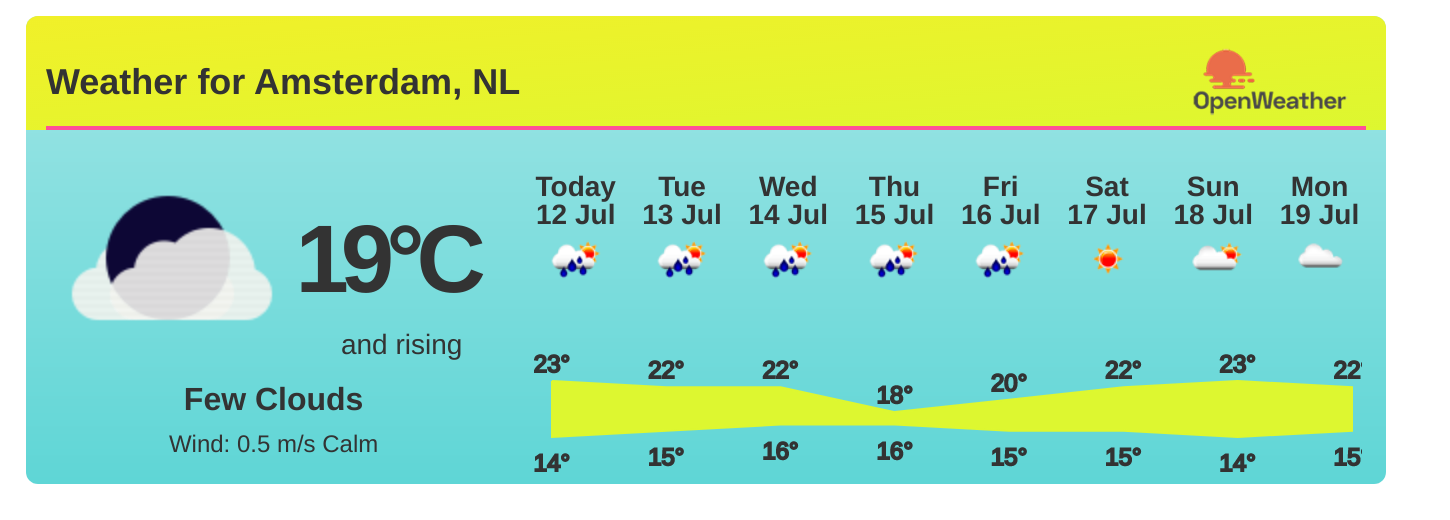 Weather for Amsterdam, NL
OpenWeather
Today Tue Wed Thu Fri Sat Sun Mon
12 Jul 13 Jul 14 Jul 15 Jul 16 Jul 17 Jul 18 Jul 19 Jul
19°C
and rising
Few Clouds
Wind: 0.5 m/s Calm
23° 22° 22° 18° 20° 22° 23° 22°
14° 15° 16° 16° 15° 15° 14° 15°